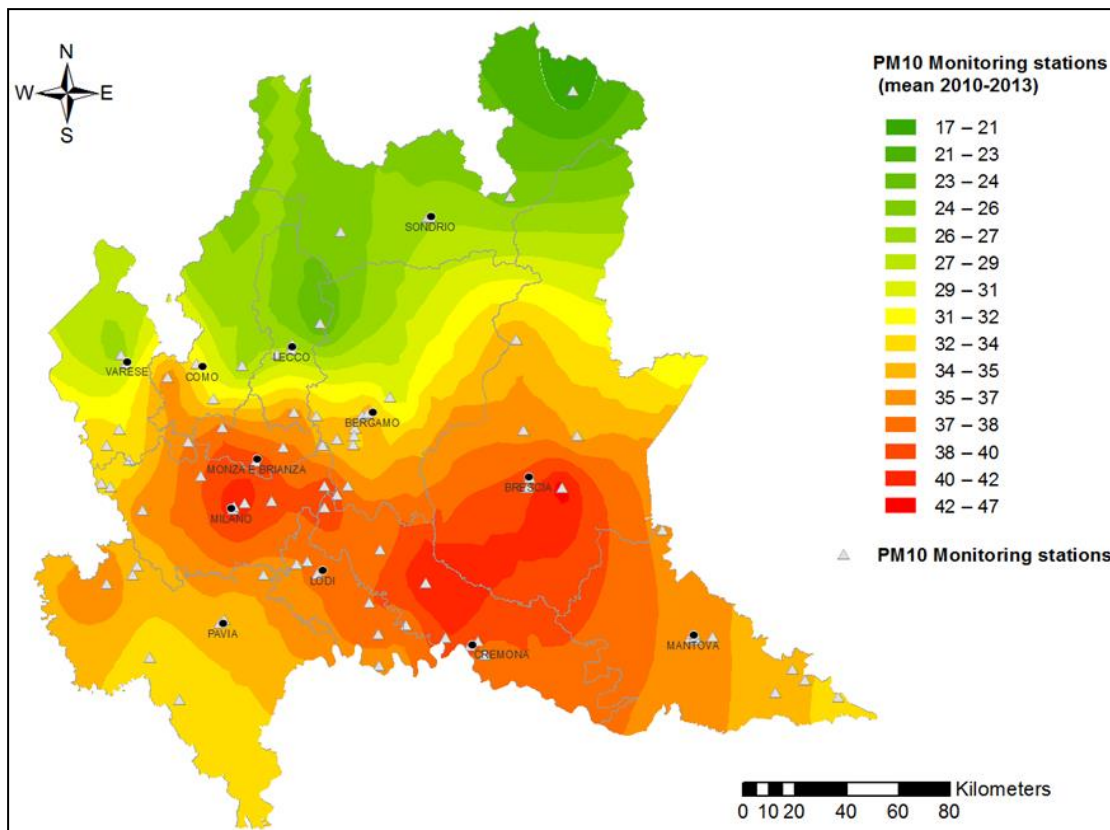 N
W E
S
PM10 Monitoring stations
(mean 2010-2013)
17 – 21
21 – 23
23 – 24
24 – 26
26 – 27
27 – 29
29 – 31
31 – 32
32 – 34
34 – 35
35 – 37
37 – 38
38 – 40
40 – 42
42 – 47
PM10 Monitoring stations
SONDRIO
LECCO
VARESE
COMO
BERGAMO
MONZA E BRIANZA
BRESCIA
MILANO
LODI
PAVIA
MANTOVA
CREMONA
Kilometers
0 10 20 40 60 80